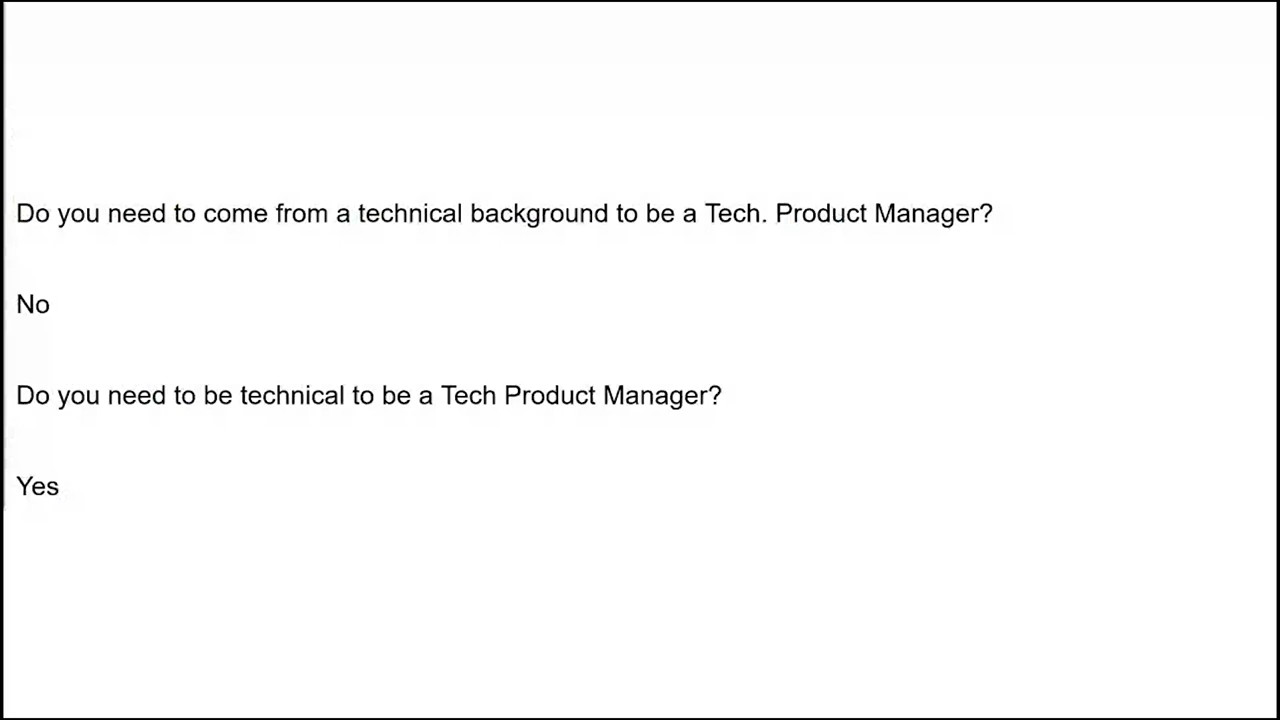 Do you need to come from a technical background to be a Tech. Product Manager?
No
Do you need to be technical to be a Tech Product Manager?
Yes